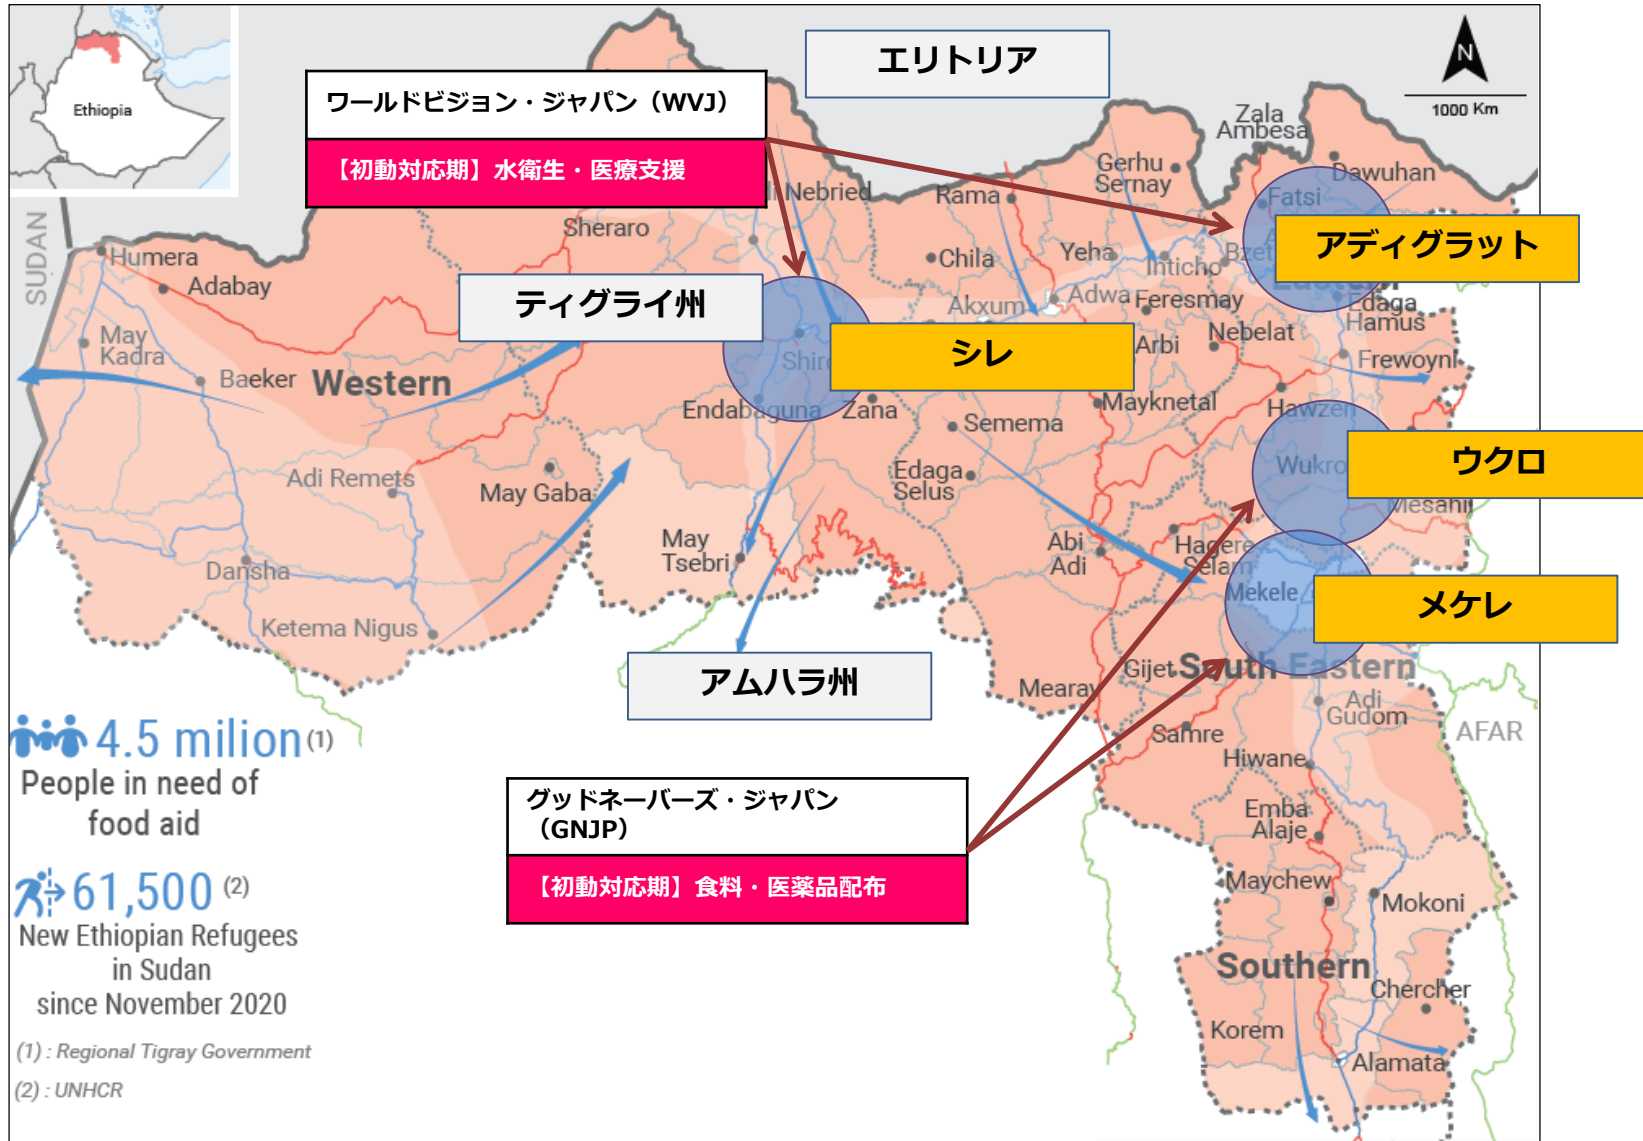 Ethiopia
エリトリア
N
1000 Km
ワールドビジョン・ジャパン（WVJ）
【初動対応期】水衛生・医療支援
Zala
Ambesa
Gerhu
Sernay
Dawuhan
Fatsi
Nebried
Rama
SUDAN
Sheraro
Humera
Adabay
Chila
Yeha
Inticho
アディグラット
Eastern
Edaga
Hamus
ティグライ州
Akxum
Adwa
Feresmay
Nebelat
May
Kadra
シレ
Arbi
Frewoyni
Baeker
Western
Endabaguna
Zana
Mayknetal
Hawzen
Semema
ウクロ
Wukro
Adi Remets
May Gaba
Edaga
Selus
Mesanil
May
Tsebri
Abi
Adi
Hagere
Selam
Dansha
Mekele
メケレ
Ketema Nigus
アムハラ州
Gijet
South Eastern
Mearay
Adi
Gudom
Samre
AFAR
Hiwane
4.5 milion(1)
People in need of
food aid
グッドネーバーズ・ジャパン
（GNJP）
【初動対応期】食料・医薬品配布
Emba
Alaje
Maychew
Mokoni
61,500 (2)
New Ethiopian Refugees
in Sudan
since November 2020
Southern
Chercher
Korem
Alamata
(1) : Regional Tigray Government
(2) : UNHCR